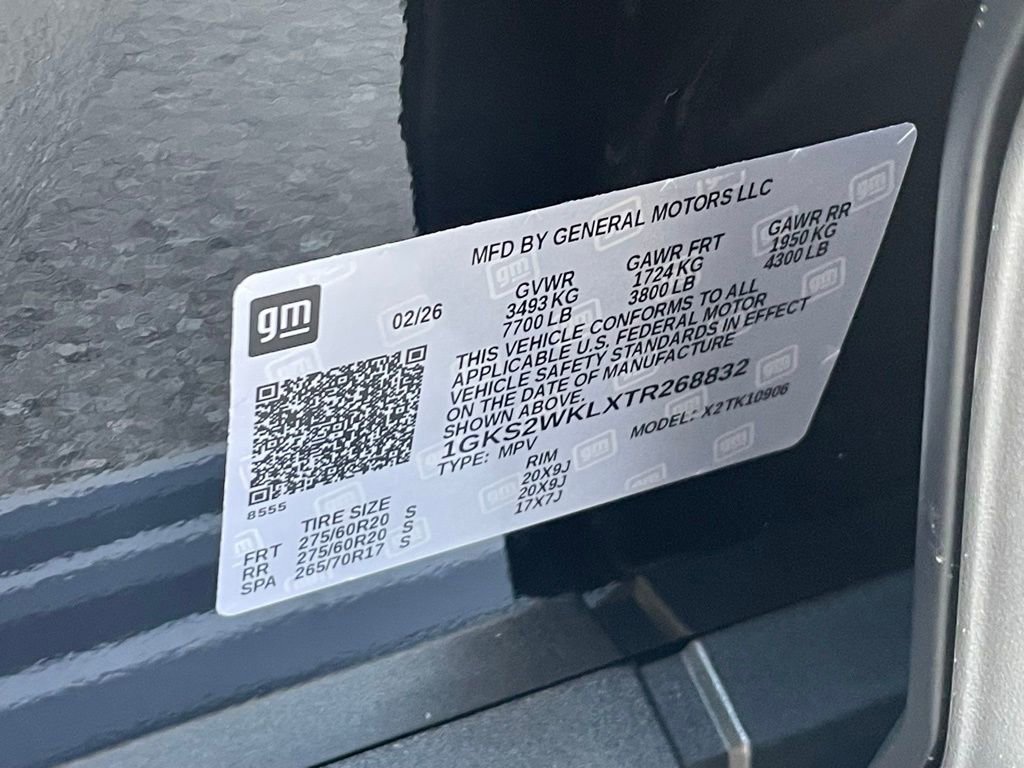 MFD BY GENERAL MOTORS LLC
gm
02/26
GVWR GAWR FRT GAWR RR
3493 KG 1724 KG 1950 KG
7700 LB 3800 LB 4300 LB
THIS VEHICLE CONFORMS TO ALL
APPLICABLE U.S. FEDERAL MOTOR
VEHICLE SAFETY STANDARDS IN EFFECT
ON THE DATE OF MANUFACTURE
SHOWN ABOVE.
1GKS2WKLXTR268832
TYPE: MPV MODEL: X2TK10906
8555
TIRE SIZE RIM
FRT 275/60R20 S 20X9J
RR 275/60R20 S 20X9J
SPA 265/70R17 S 17X7J